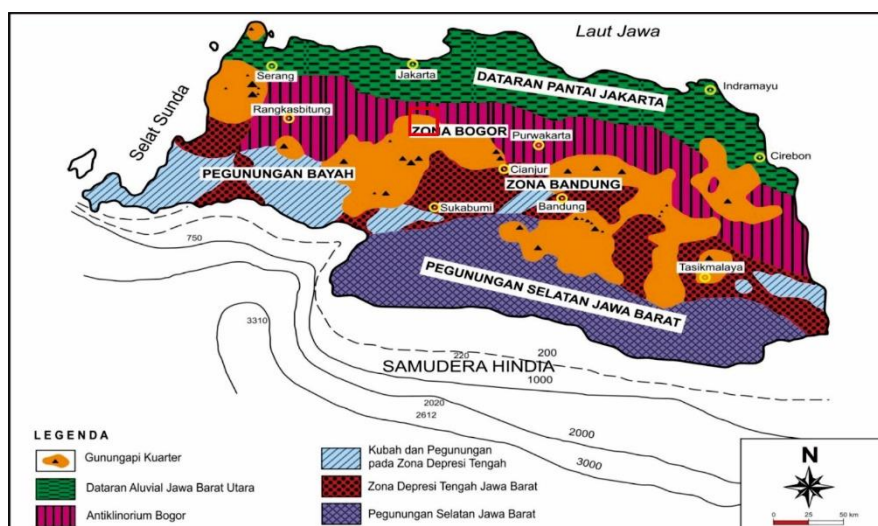 Laut Jawa
Selat Sunda
Serang
Jakarta
DATARAN PANTAI JAKARTA
Indramayu
Rangkasbitung
ZONA BOGOR
Purwakarta
Cirebon
PEGUNUNGAN BAYAH
Cianjur
ZONA BANDUNG
Sukabumi
Bandung
Tasikmalaya
PEGUNUNGAN SELATAN JAWA BARAT
750
3310
220
200
SAMUDERA HINDIA
1000
2020
2612
2000
3000
LEGENDA
Gunungapi Kuarter
Dataran Aluvial Jawa Barat Utara
Antiklinorium Bogor
Kubah dan Pegunungan
pada Zona Depresi Tengah
Zona Depresi Tengah Jawa Barat
Pegunungan Selatan Jawa Barat
N
0 25 50 km